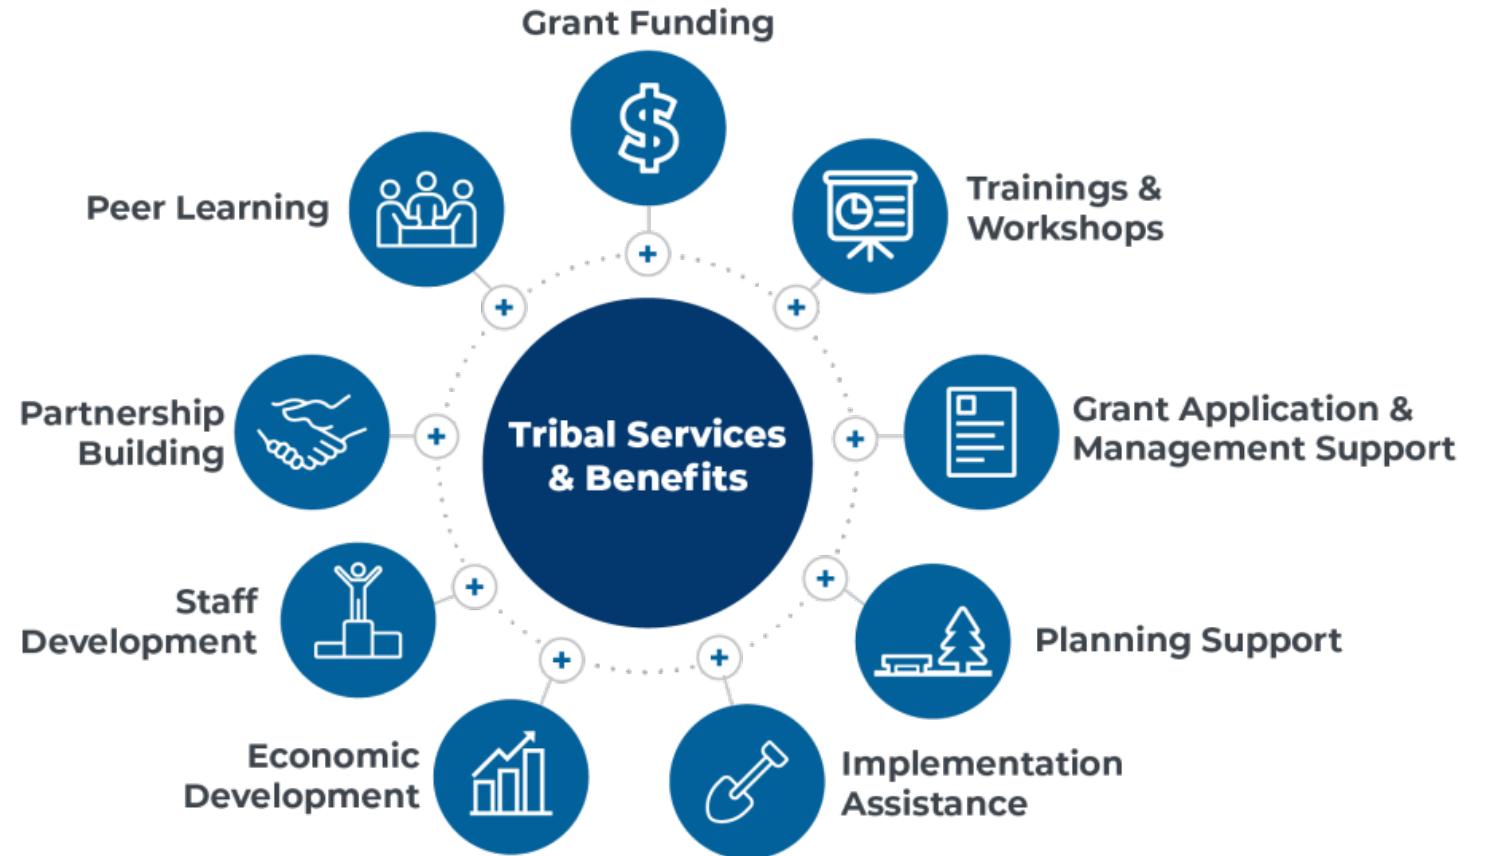 Grant Funding
Trainings &
Workshops
Grant Application &
Management Support
Planning Support
Implementation
Assistance
Economic
Development
Staff
Development
Partnership
Building
Peer Learning
Tribal Services
& Benefits